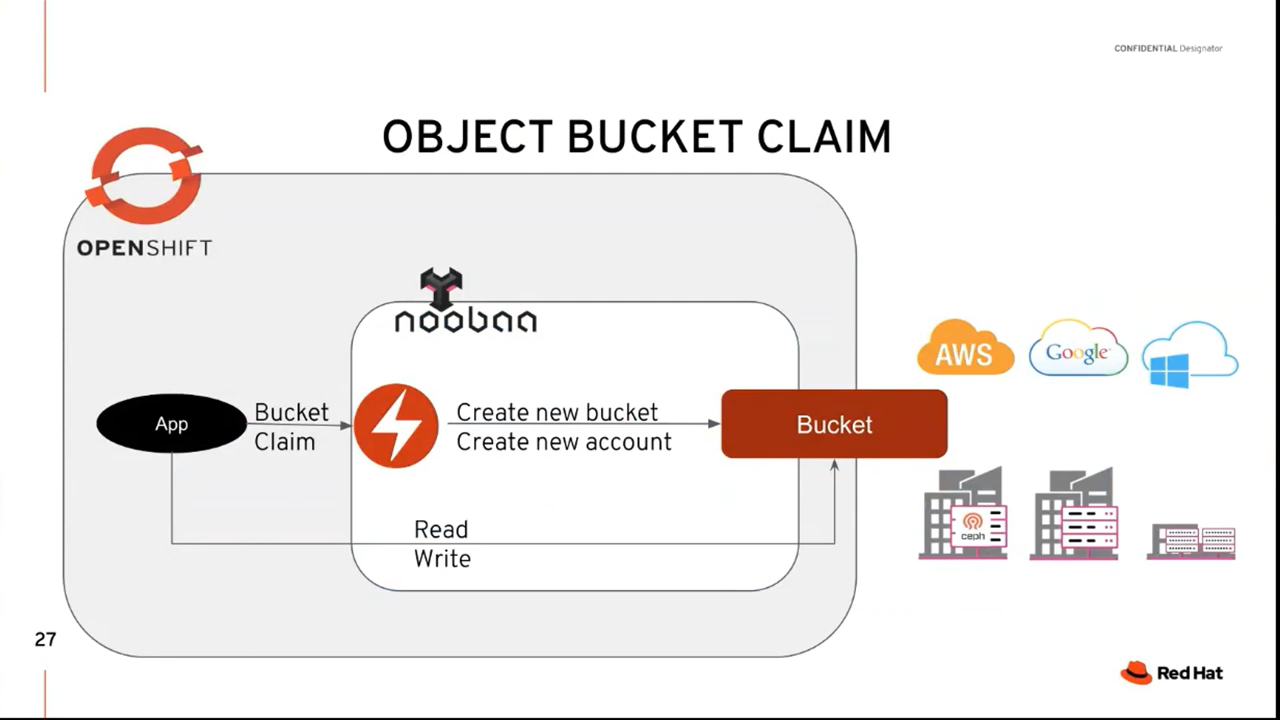 CONFIDENTIAL Designator
OBJECT BUCKET CLAIM
OPENSHIFT
noobaa
AWS
Google
App
Bucket
Claim
Create new bucket
Create new account
Bucket
ceph
Read
Write
27
Red Hat